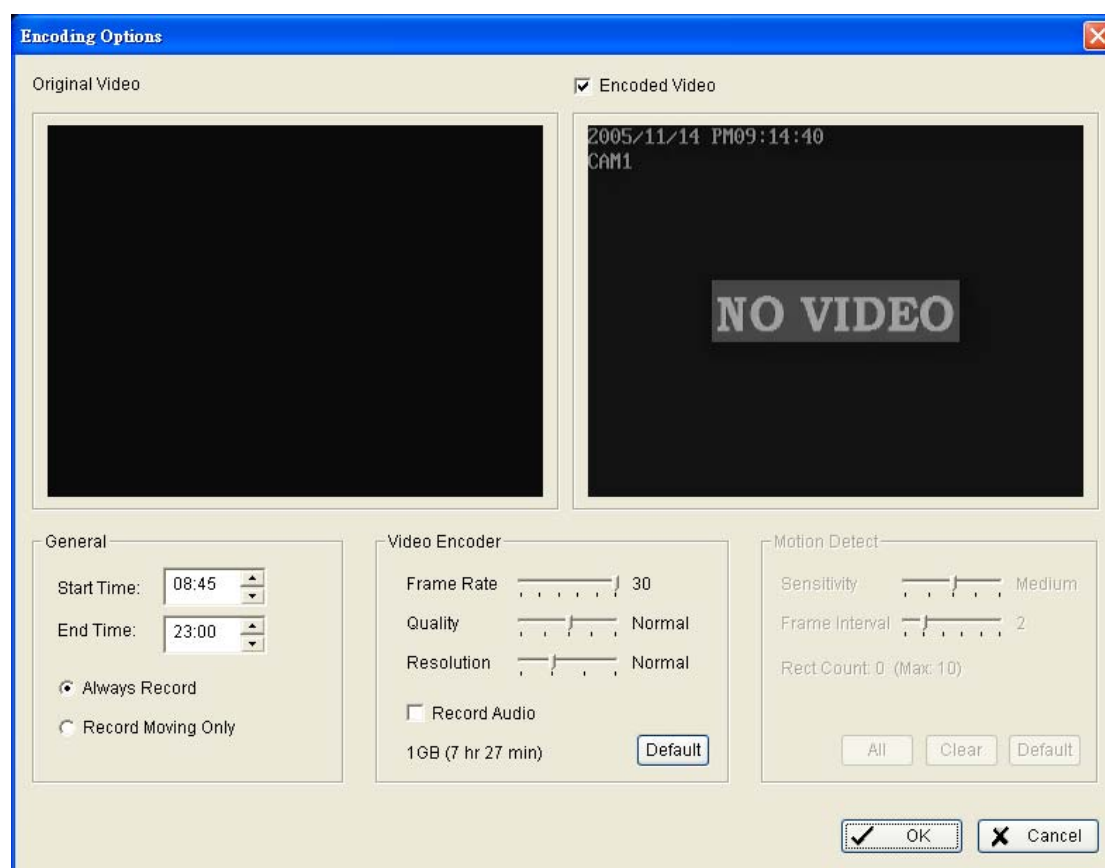 Encoding Options
Original Video
Encoded Video
2005/11/14 PM09:14:40
CAM1
NO VIDEO
General
Start Time: 08:45
End Time: 23:00
Always Record
Record Moving Only
Video Encoder
Frame Rate 30
Quality Normal
Resolution Normal
Record Audio
1GB (7 hr 27 min) Default
Motion Detect
Sensitivity Medium
Frame Interval 2
Rect Count: 0 (Max: 10)
All Clear Default
OK Cancel